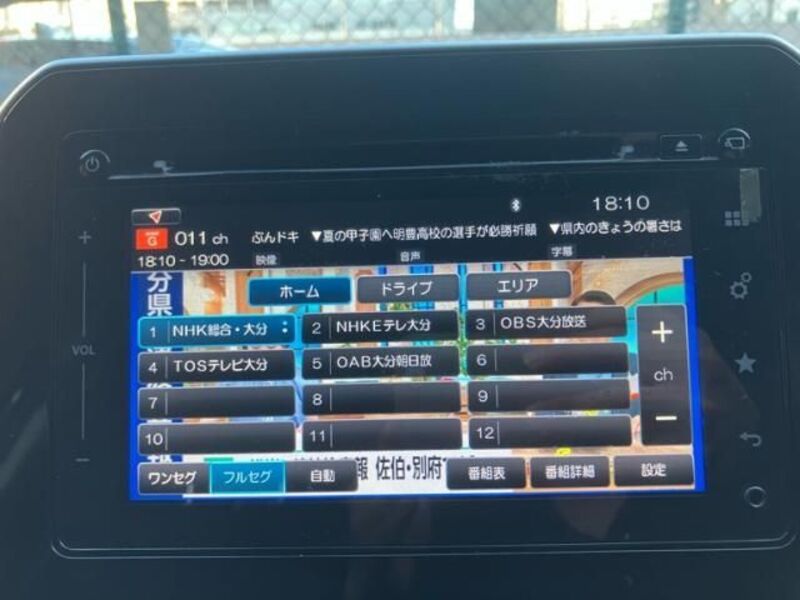 18:10
G 011 ch ぶんドキ ▼夏の甲子園へ明豊高校の選手が必勝祈願 ▼県内のきょうの暑さは
18:10 - 19:00 映像 音声 字幕
分県
ホーム ドライブ エリア
1 NHK総合・大分 2 NHKEテレ大分 3 OBS大分放送
4 TOSテレビ大分 5 OAB大分朝日放 6
7 8 9
10 11 12
+
ch
−
+
VOL
−
報 佐伯・別府
ワンセグ フルセグ 自動 番組表 番組詳細 設定